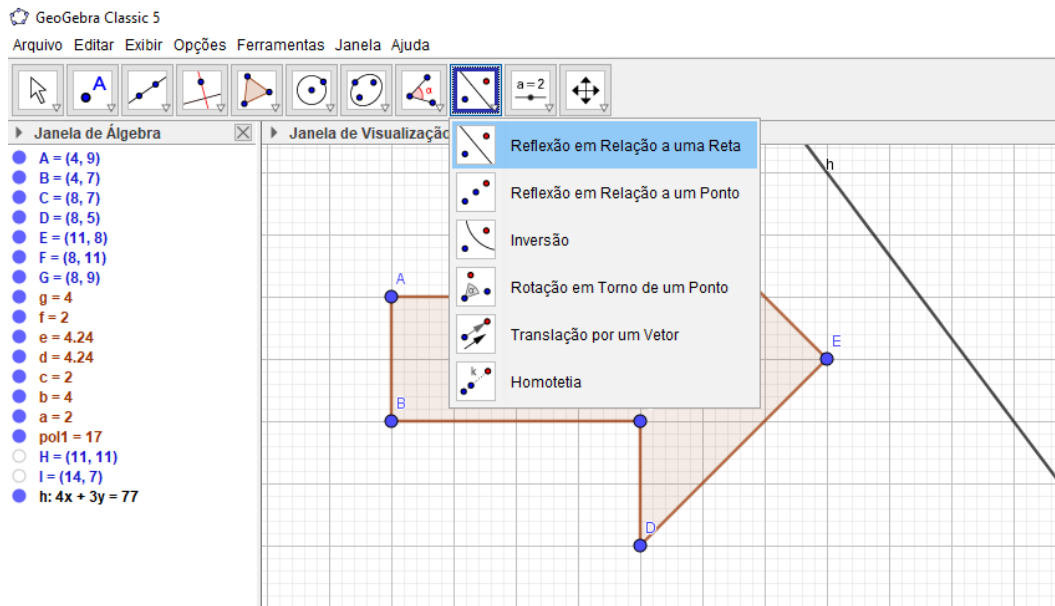 GeoGebra Classic 5
Arquivo Editar Exibir Opções Ferramentas Janela Ajuda
A
α
a=2
Janela de Álgebra
Janela de Visualização
A = (4, 9)
B = (4, 7)
C = (8, 7)
D = (8, 5)
E = (11, 8)
F = (8, 11)
G = (8, 9)
g = 4
f = 2
e = 4.24
d = 4.24
c = 2
b = 4
a = 2
pol1 = 17
H = (11, 11)
I = (14, 7)
h: 4x + 3y = 77
Reflexão em Relação a uma Reta
Reflexão em Relação a um Ponto
Inversão
α
Rotação em Torno de um Ponto
Translação por um Vetor
k
Homotetia
h
A
E
B
D